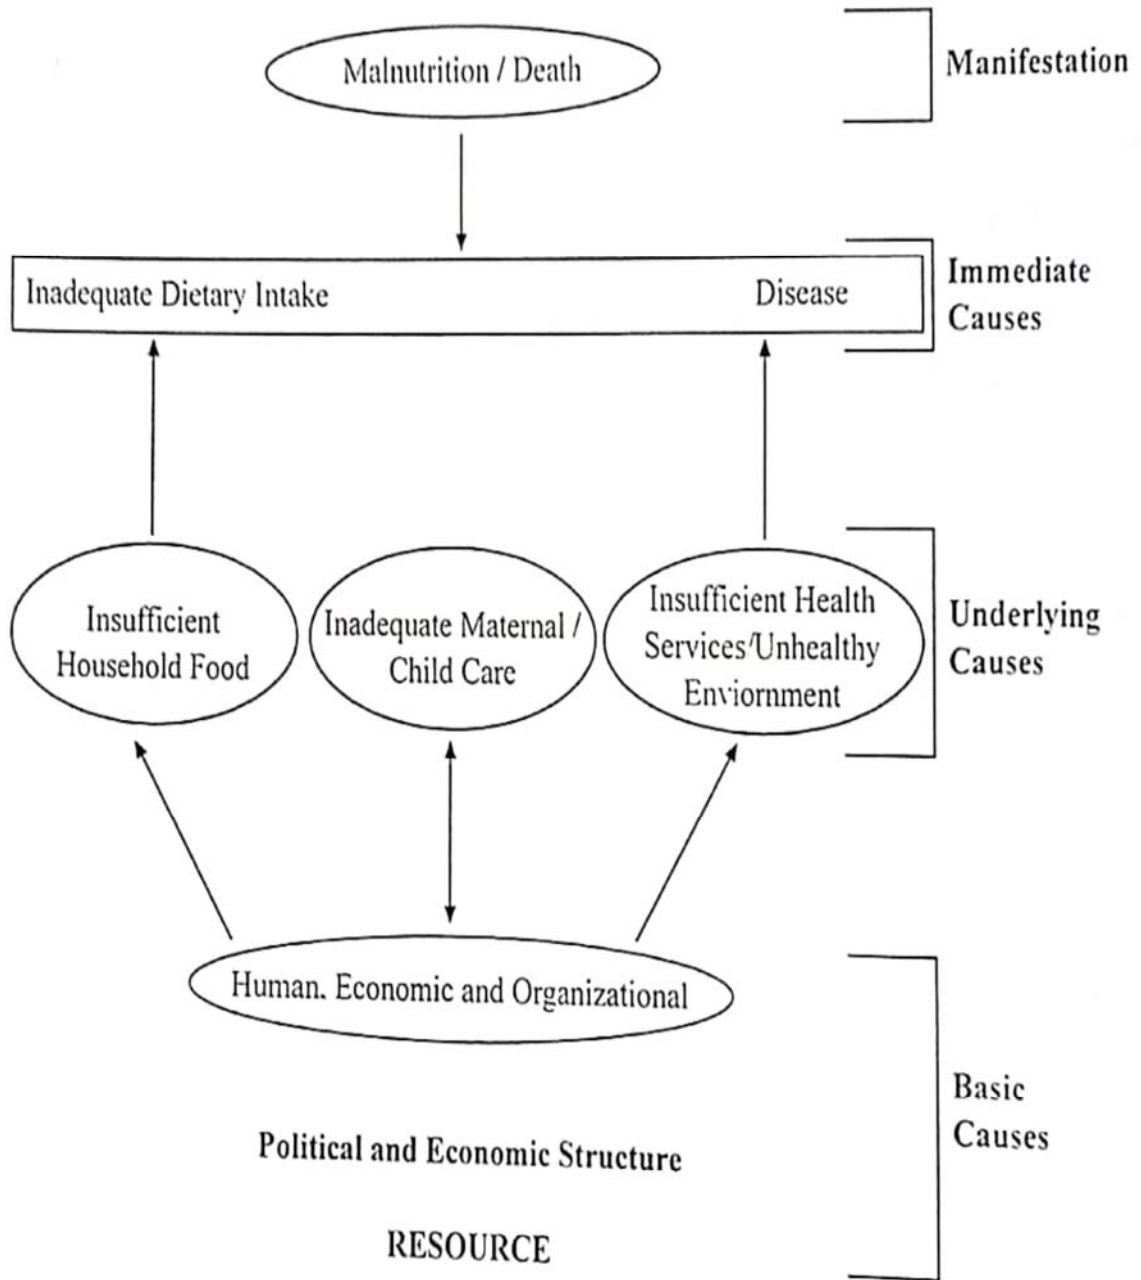 Malnutrition / Death
Manifestation
Inadequate Dietary Intake
Disease
Immediate
Causes
Insufficient
Household Food
Inadequate Maternal /
Child Care
Insufficient Health
Services/Unhealthy
Enviornment
Underlying
Causes
Human. Economic and Organizational
Basic
Causes
Political and Economic Structure
RESOURCE